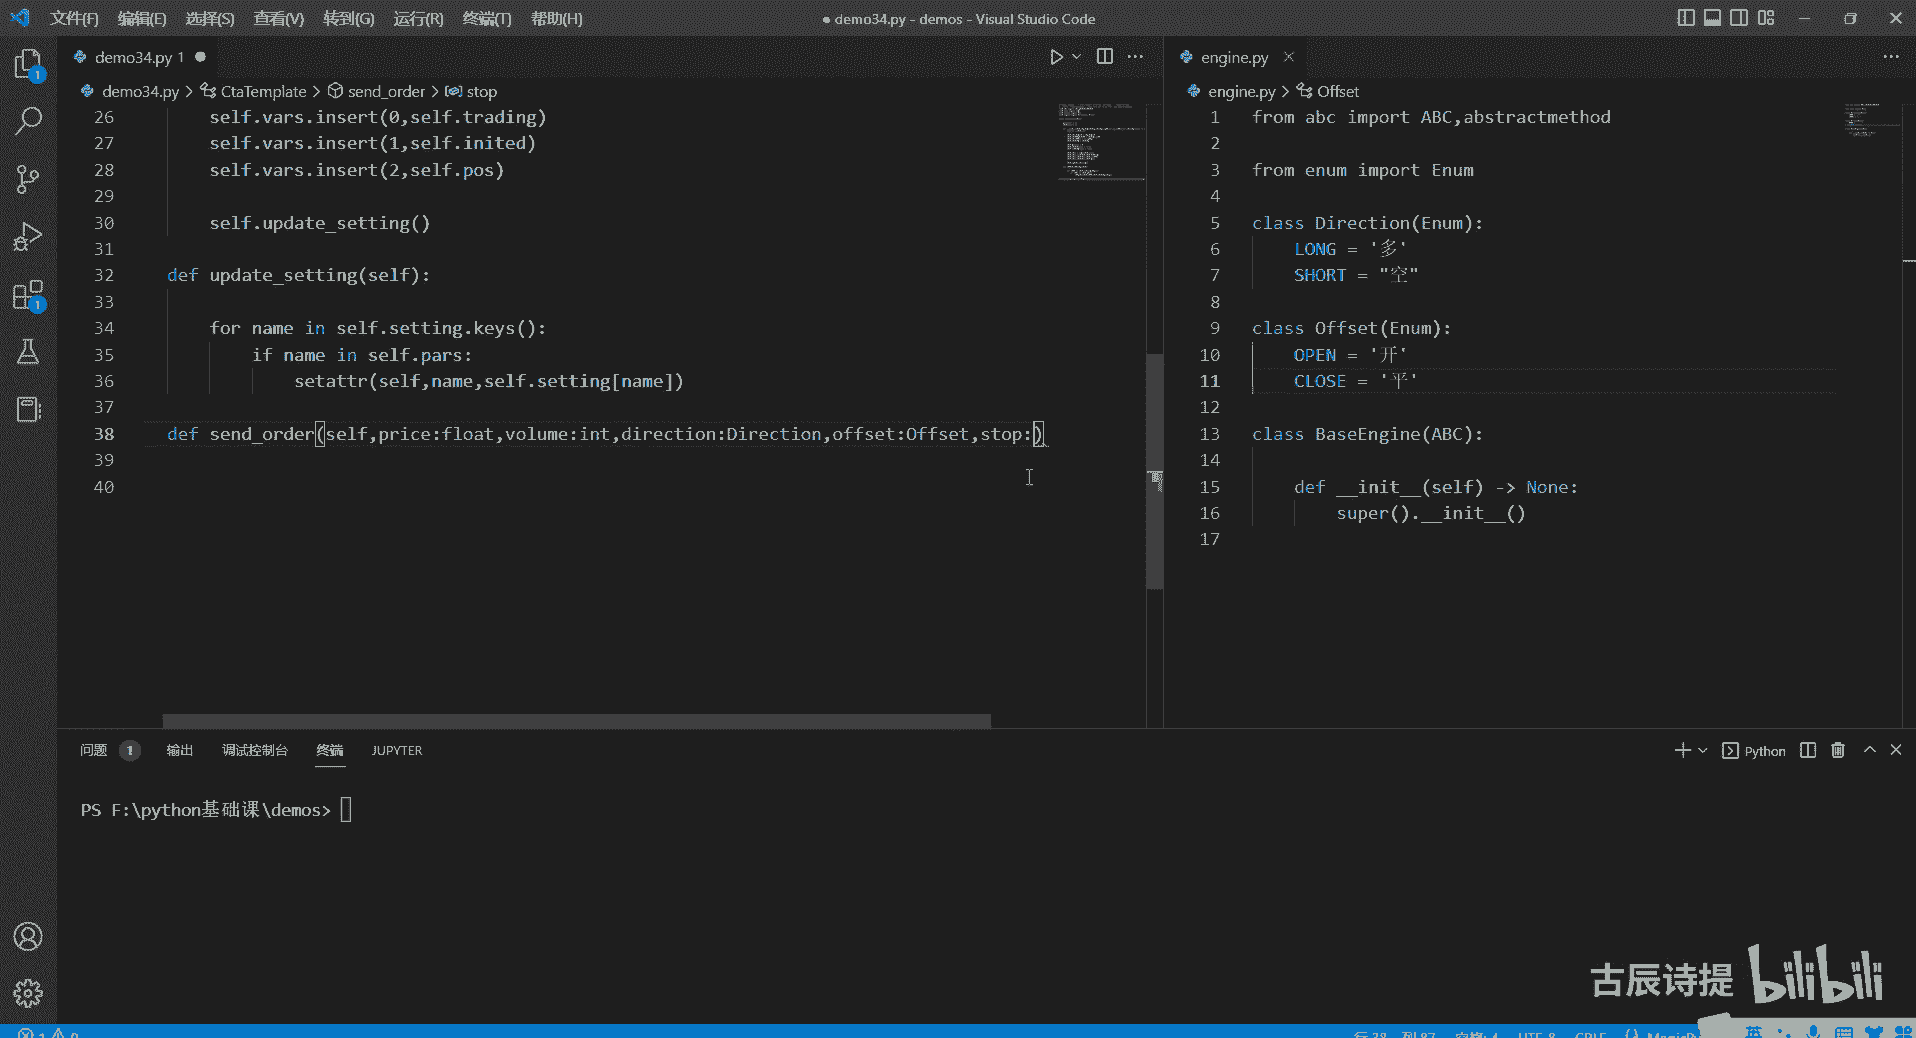 文件(F) 编辑(E) 选择(S) 查看(V) 转到(G) 运行(R) 终端(T) 帮助(H)
● demo34.py - demos - Visual Studio Code
demo34.py 1 ●
demo34.py > CtaTemplate > send_order > stop
26 self.vars.insert(0,self.trading)
27 self.vars.insert(1,self.inited)
28 self.vars.insert(2,self.pos)
29
30 self.update_setting()
31
32 def update_setting(self):
33
34 for name in self.setting.keys():
35 if name in self.pars:
36 setattr(self,name,self.setting[name])
37
38 def send_order(self,price:float,volume:int,direction:Direction,offset:Offset,stop:)
39
40
engine.py
engine.py > Offset
1 from abc import ABC,abstractmethod
2
3 from enum import Enum
4
5 class Direction(Enum):
6 LONG = '多'
7 SHORT = "空"
8
9 class Offset(Enum):
10 OPEN = '开'
11 CLOSE = '平'
12
13 class BaseEngine(ABC):
14
15 def __init__(self) -> None:
16 super().__init__()
17
问题 1 输出 调试控制台 终端 JUPYTER
Python
PS F:\python基础课\demos>
古辰诗提 bilibili